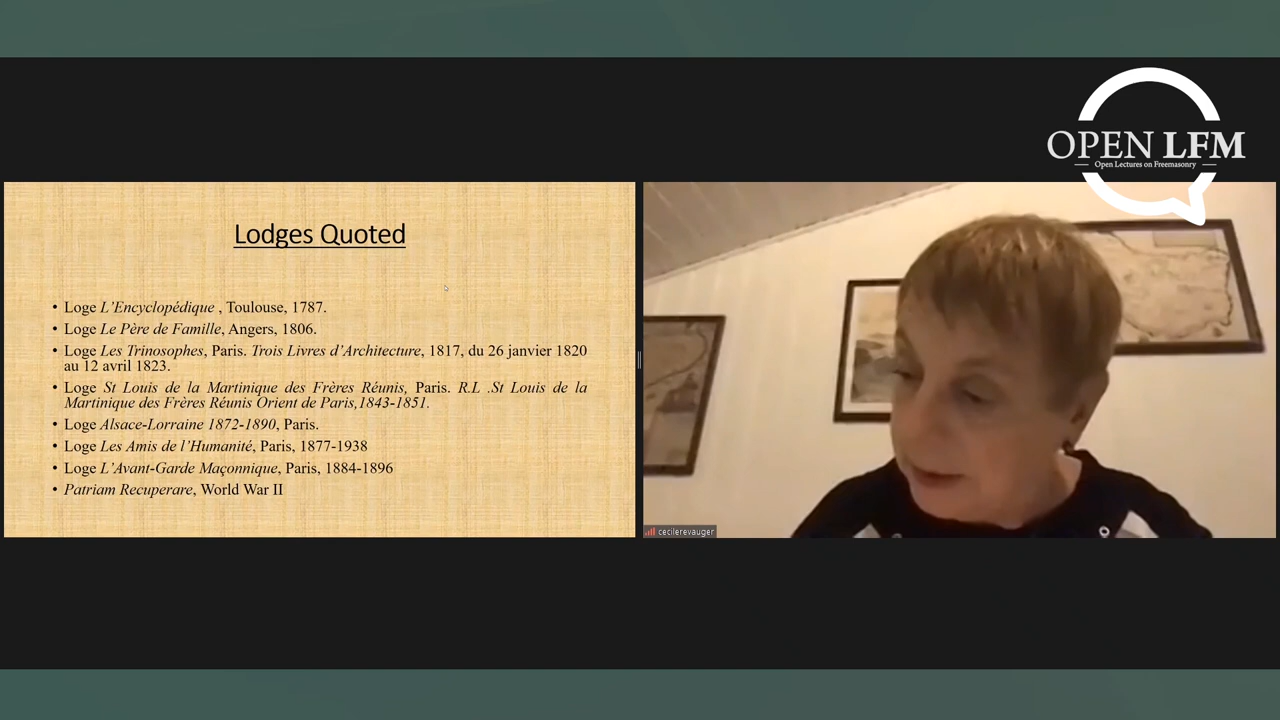 OPEN LFM
Open Lectures on Freemasonry
Lodges Quoted
• Loge L'Encyclopédique , Toulouse, 1787.
• Loge Le Père de Famille, Angers, 1806.
• Loge Les Trinosophes, Paris. Trois Livres d'Architecture, 1817, du 26 janvier 1820
au 12 avril 1823.
• Loge St Louis de la Martinique des Frères Réunis, Paris. R.L .St Louis de la
Martinique des Frères Réunis Orient de Paris,1843-1851.
• Loge Alsace-Lorraine 1872-1890, Paris.
• Loge Les Amis de l'Humanité, Paris, 1877-1938
• Loge L'Avant-Garde Maçonnique, Paris, 1884-1896
• Patriam Recuperare, World War II
cecilerevauger